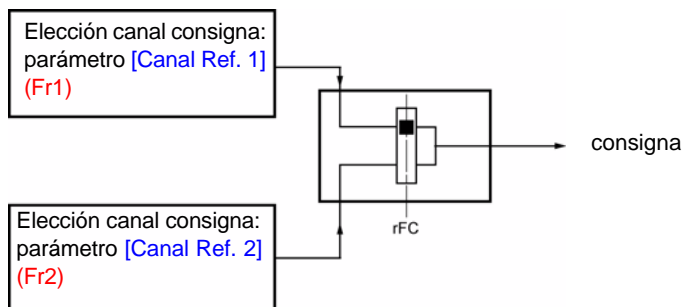 Elección canal consigna:
parámetro [Canal Ref. 1]
(Fr1)
consigna
rFC
Elección canal consigna:
parámetro [Canal Ref. 2]
(Fr2)